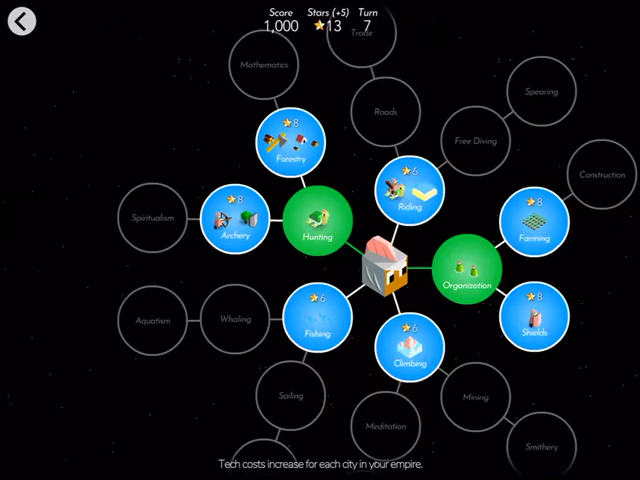 Score
Stars (+5)
Turn
1,000
13
7
Trade
Mathematics
Spearing
Roads
8
Free Diving
Forestry
6
Construction
8
8
Riding
Spiritualism
Archery
Hunting
Farming
Organization
6
8
Aquatism
Whaling
Fishing
6
Shields
Climbing
Sailing
Mining
Meditation
Smithery
Tech costs increase for each city in your empire.